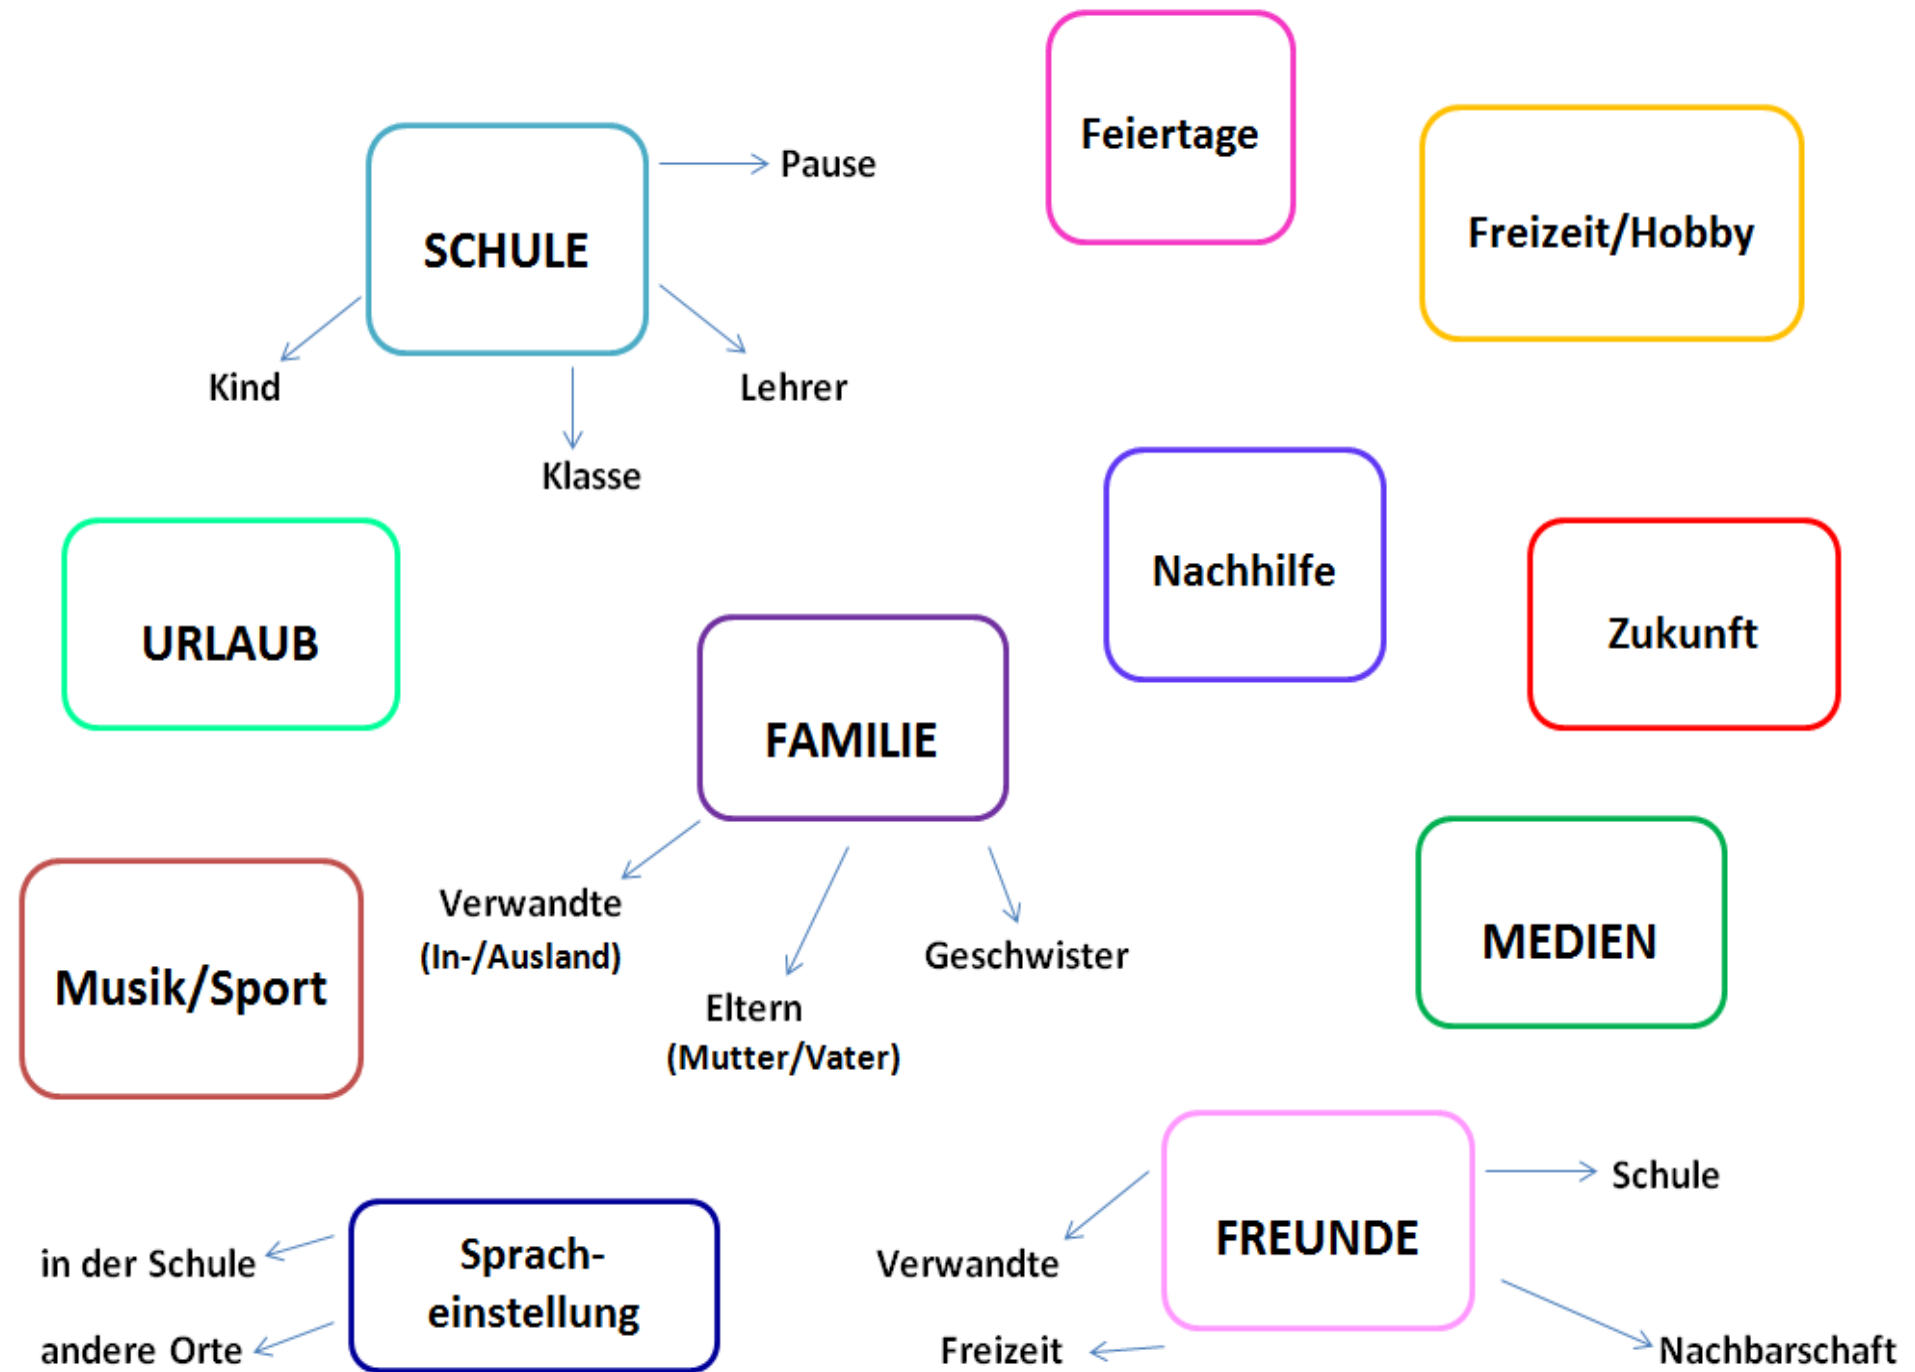 Feiertage
Pause
Freizeit/Hobby
SCHULE
Kind
Lehrer
Klasse
Nachhilfe
URLAUB
Zukunft
FAMILIE
Verwandte
(In-/Ausland)
Geschwister
Eltern
(Mutter/Vater)
MEDIEN
Musik/Sport
Sprach-
einstellung
in der Schule
andere Orte
FREUNDE
Schule
Verwandte
Freizeit
Nachbarschaft